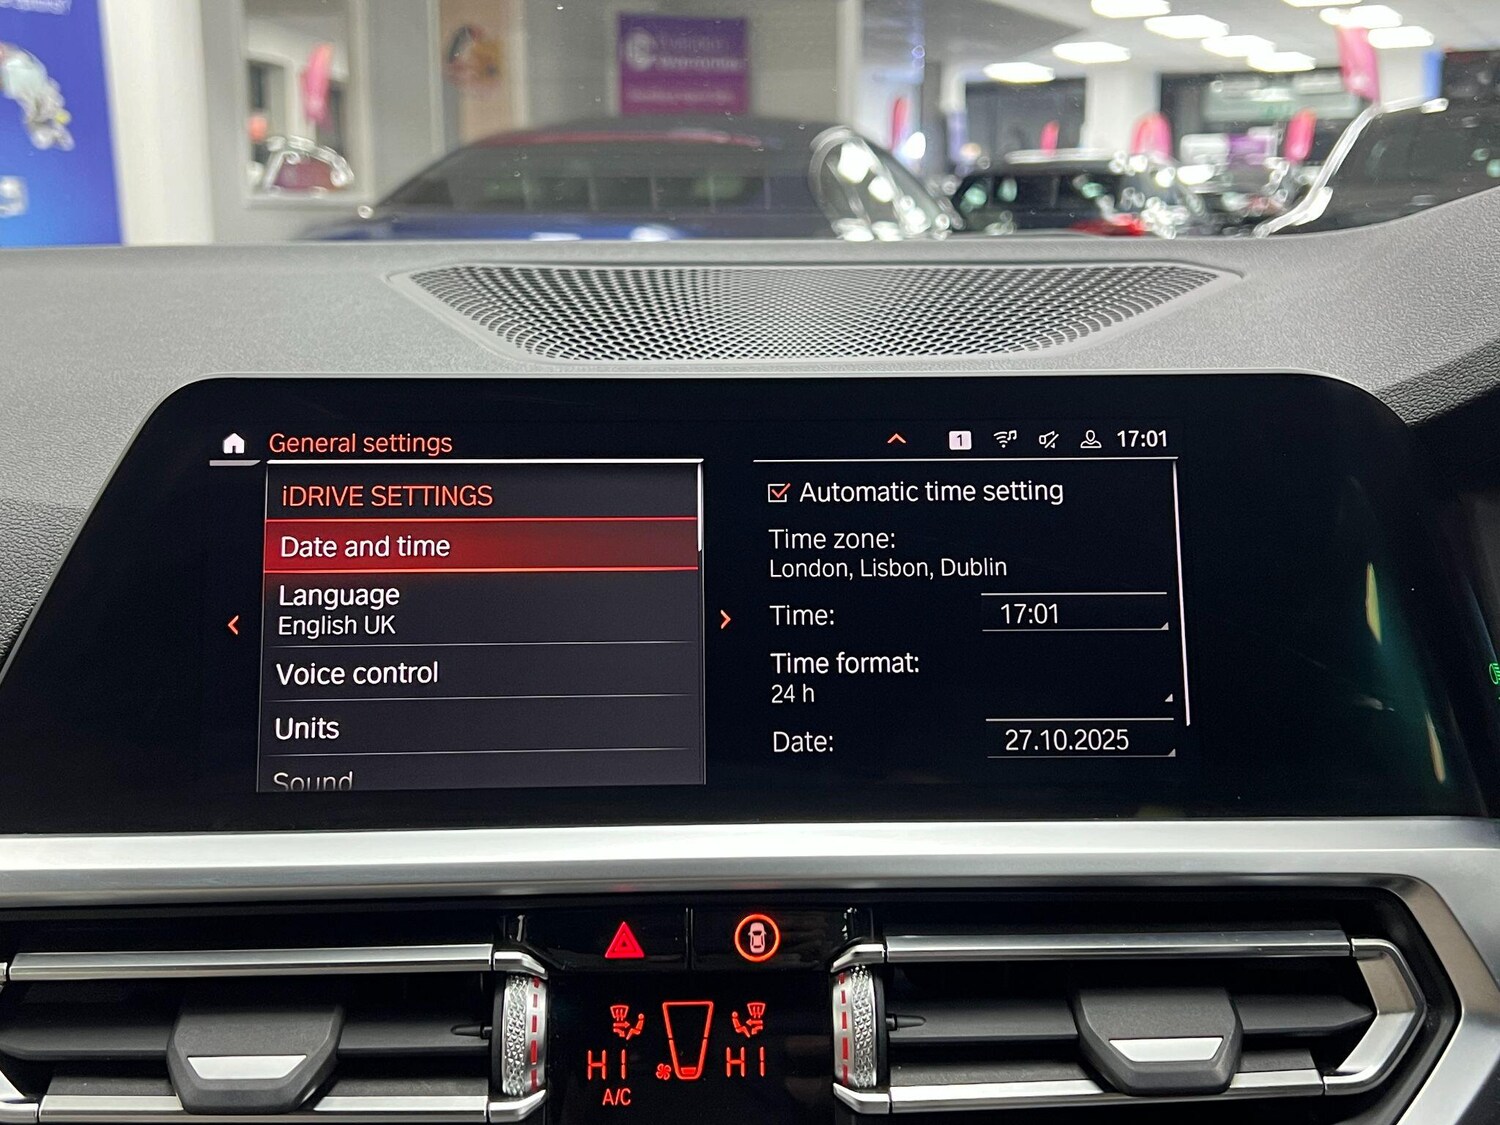 General settings
1
17:01
iDRIVE SETTINGS
Date and time
Language
English UK
Voice control
Units
Sound
Automatic time setting
Time zone:
London, Lisbon, Dublin
Time:
17:01
Time format:
24 h
Date:
27.10.2025
HI
HI
A/C